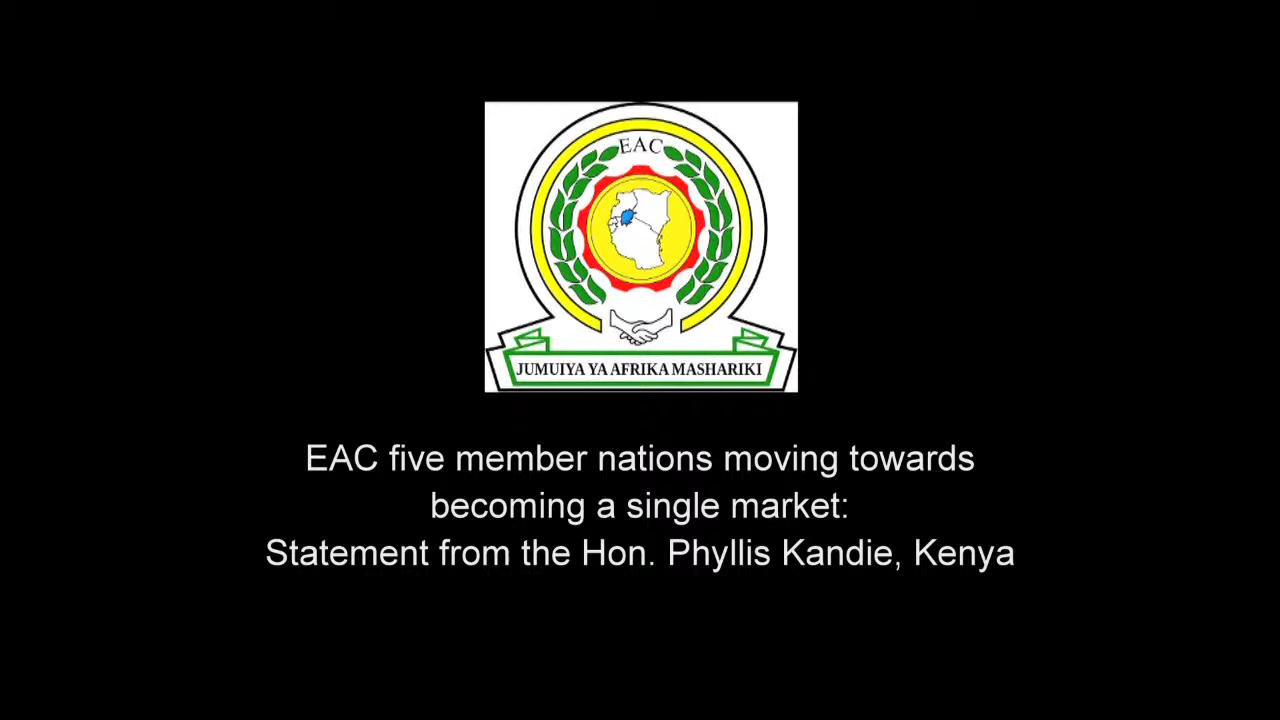 EAC
JUMUIYA YA AFRIKA MASHARIKI
EAC five member nations moving towards
becoming a single market:
Statement from the Hon. Phyllis Kandie, Kenya